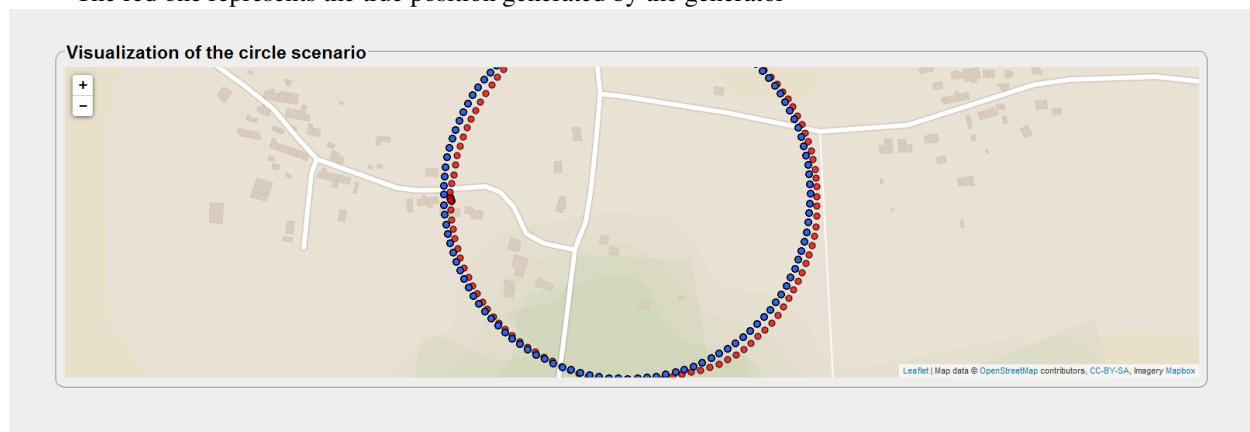 The red one represents the true position generated by the generator
Visualization of the circle scenario
+
−
Leaflet | Map data © OpenStreetMap contributors, CC-BY-SA, Imagery Mapbox